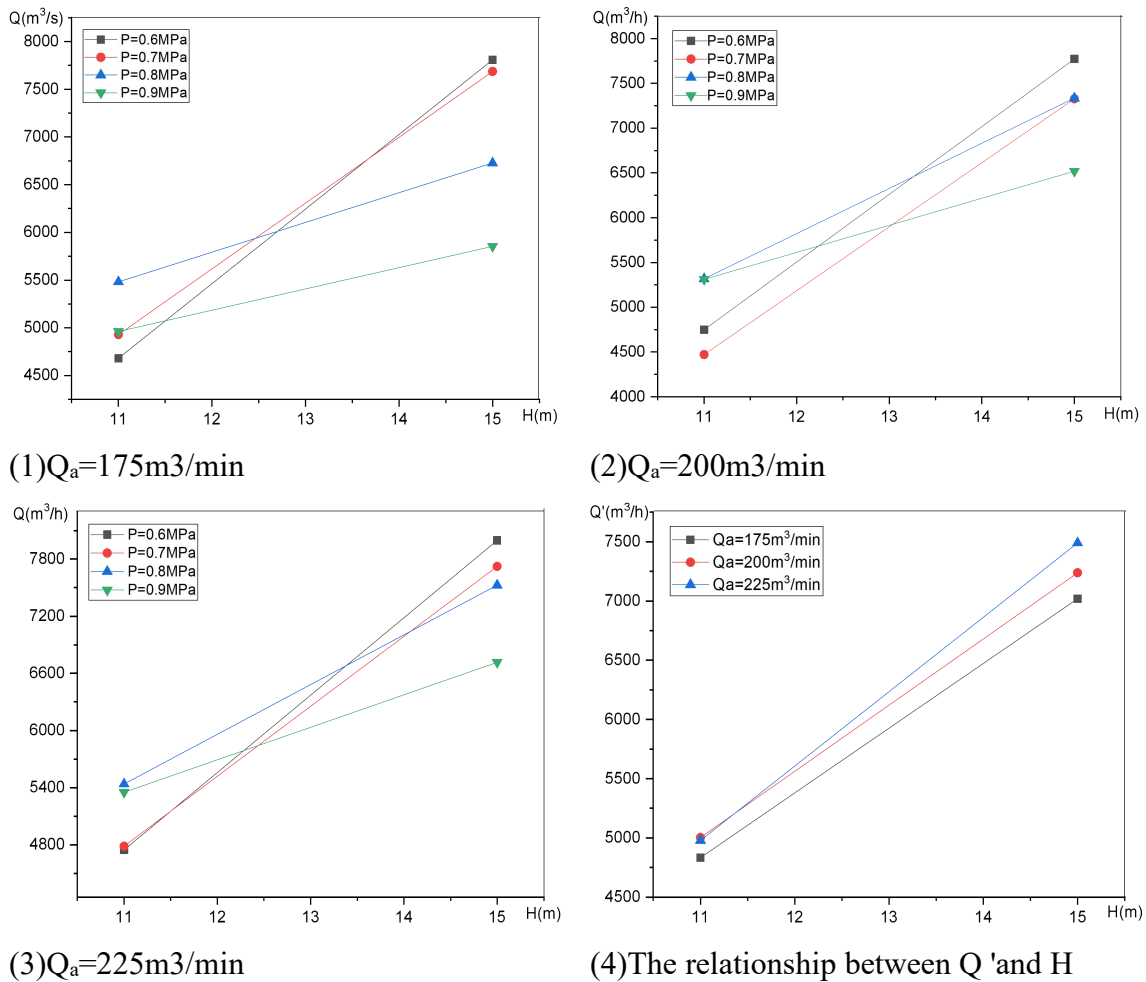 Q(m³/s)
P=0.6MPa
P=0.7MPa
P=0.8MPa
P=0.9MPa
8000
7500
7000
6500
6000
5500
5000
4500
11 12 13 14 15 H(m)
(1)Qₐ=175m3/min
Q(m³/h)
P=0.6MPa
P=0.7MPa
P=0.8MPa
P=0.9MPa
8000
7500
7000
6500
6000
5500
5000
4500
4000
11 12 13 14 15 H(m)
(2)Qₐ=200m3/min
Q(m³/h)
P=0.6MPa
P=0.7MPa
P=0.8MPa
P=0.9MPa
7800
7200
6600
6000
5400
4800
11 12 13 14 15 H(m)
(3)Qₐ=225m3/min
Q'(m³/h)
Qa=175m³/min
Qa=200m³/min
Qa=225m³/min
7500
7000
6500
6000
5500
5000
4500
11 12 13 14 15 H(m)
(4)The relationship between Q 'and H